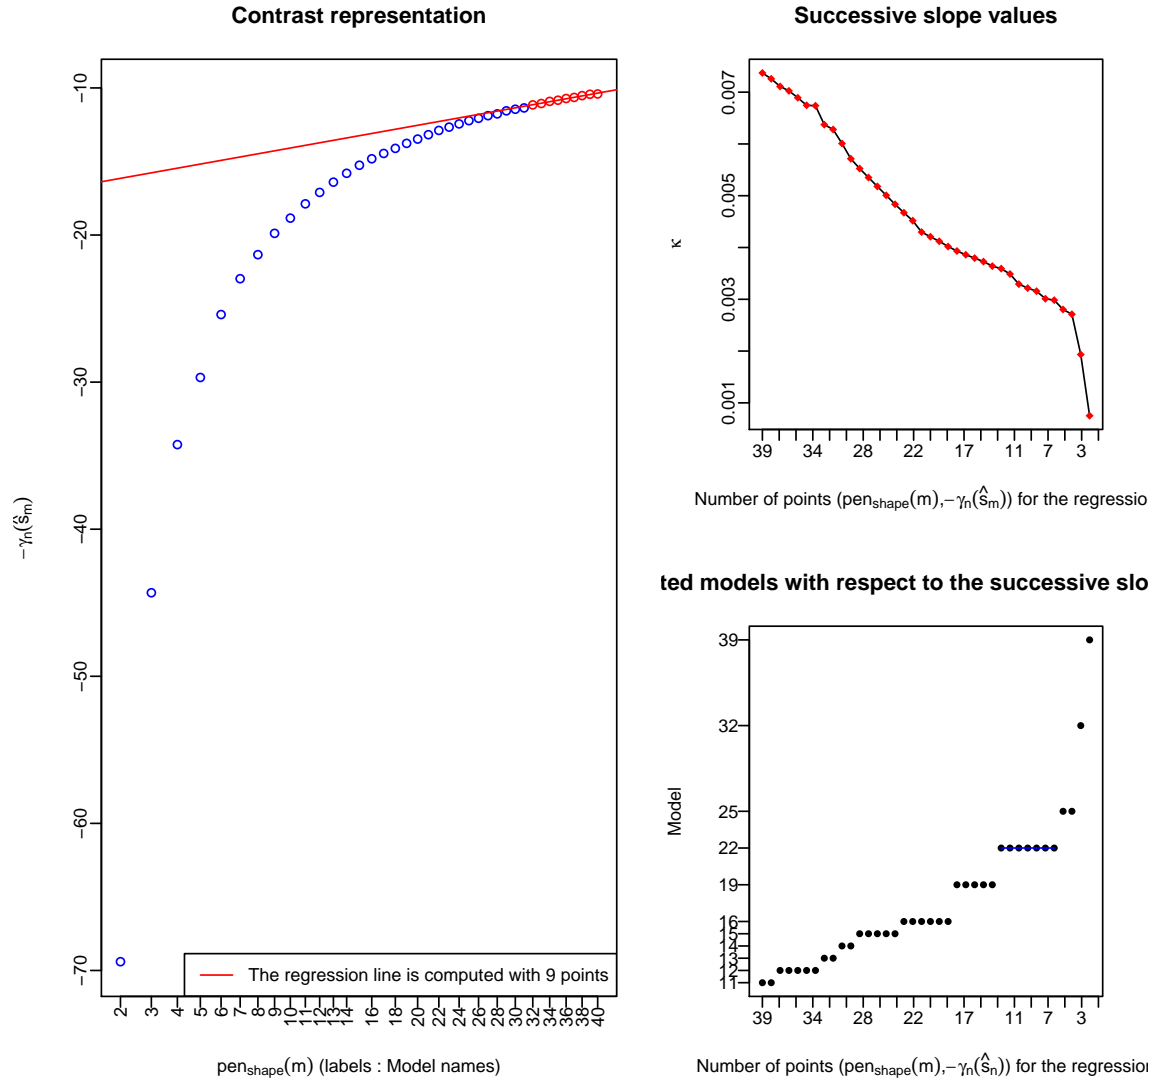 Contrast representation
−γn(ŝm)
−10
−20
−30
−40
−50
−60
−70
The regression line is computed with 9 points
2 3 4 5 6 7 8 9 10 11 12 13 14 16 18 20 22 24 26 28 30 32 34 36 38 40
penshape(m) (labels : Model names)
Successive slope values
κ
0.007
0.005
0.003
0.001
39 34 28 22 17 11 7 3
Number of points (penshape(m),−γn(ŝm)) for the regressio
ted models with respect to the successive slo
Model
39
32
25
22
19
16
15
14
13
12
11
39 34 28 22 17 11 7 3
Number of points (penshape(m),−γn(ŝn)) for the regression